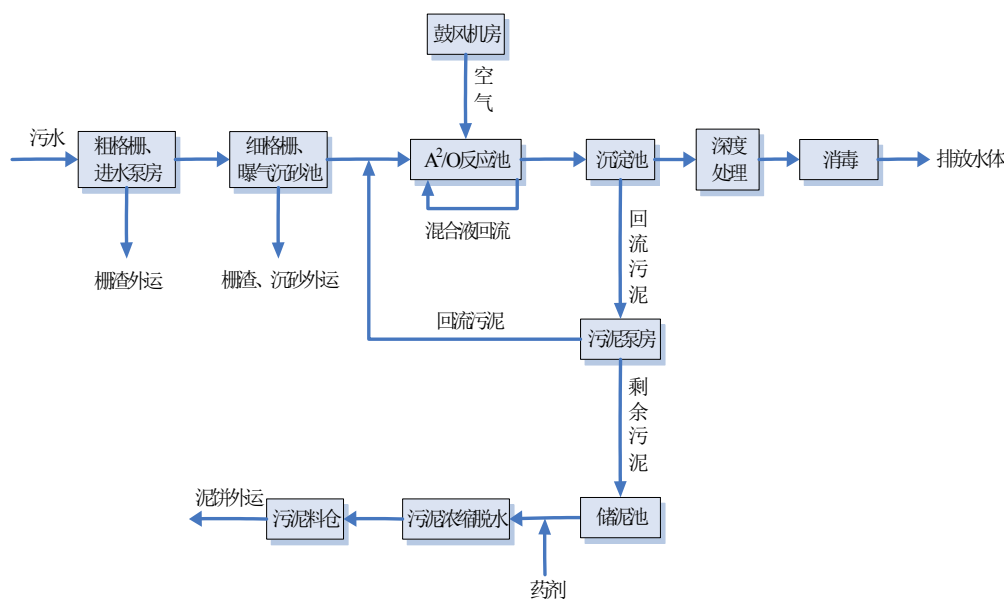 鼓风机房
空气
污水
粗格栅、
进水泵房
细格栅、
曝气沉砂池
A²/O反应池
沉淀池
深度
处理
消毒
排放水体
混合液回流
栅渣外运
栅渣、沉砂外运
回流污泥
回流污泥
污泥泵房
剩余污泥
泥饼外运
污泥料仓
污泥浓缩脱水
储泥池
药剂